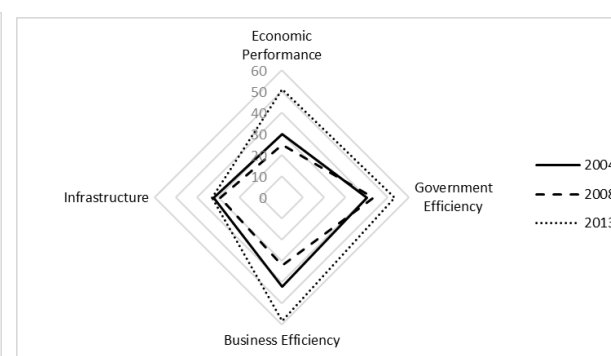 Economic
Performance
60
50
40
30
20
10
0
Infrastructure
Government
Efficiency
Business Efficiency
2004
2008
2013